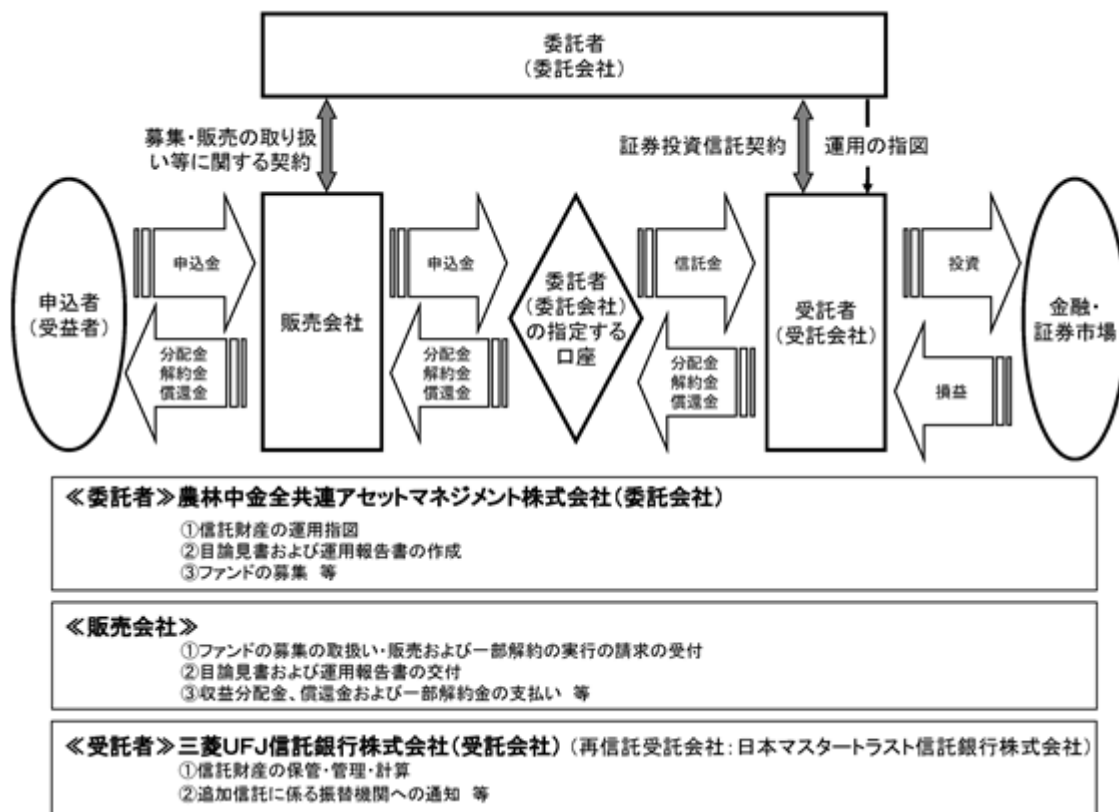 委託者
(委託会社)
募集・販売の取り扱
い等に関する契約
証券投資信託契約
運用の指図
申込者
(受益者)
申込金
分配金
解約金
償還金
販売会社
申込金
分配金
解約金
償還金
委託者
(委託会社)
の指定する
口座
信託金
分配金
解約金
償還金
受託者
(受託会社)
投資
損益
金融・
証券市場
≪委託者≫農林中金全共連アセットマネジメント株式会社(委託会社)
①信託財産の運用指図
②目論見書および運用報告書の作成
③ファンドの募集 等
≪販売会社≫
①ファンドの募集の取扱い・販売および一部解約の実行の請求の受付
②目論見書および運用報告書の交付
③収益分配金、償還金および一部解約金の支払い 等
≪受託者≫三菱UFJ信託銀行株式会社(受託会社) (再信託受託会社:日本マスタートラスト信託銀行株式会社)
①信託財産の保管・管理・計算
②追加信託に係る振替機関への通知 等